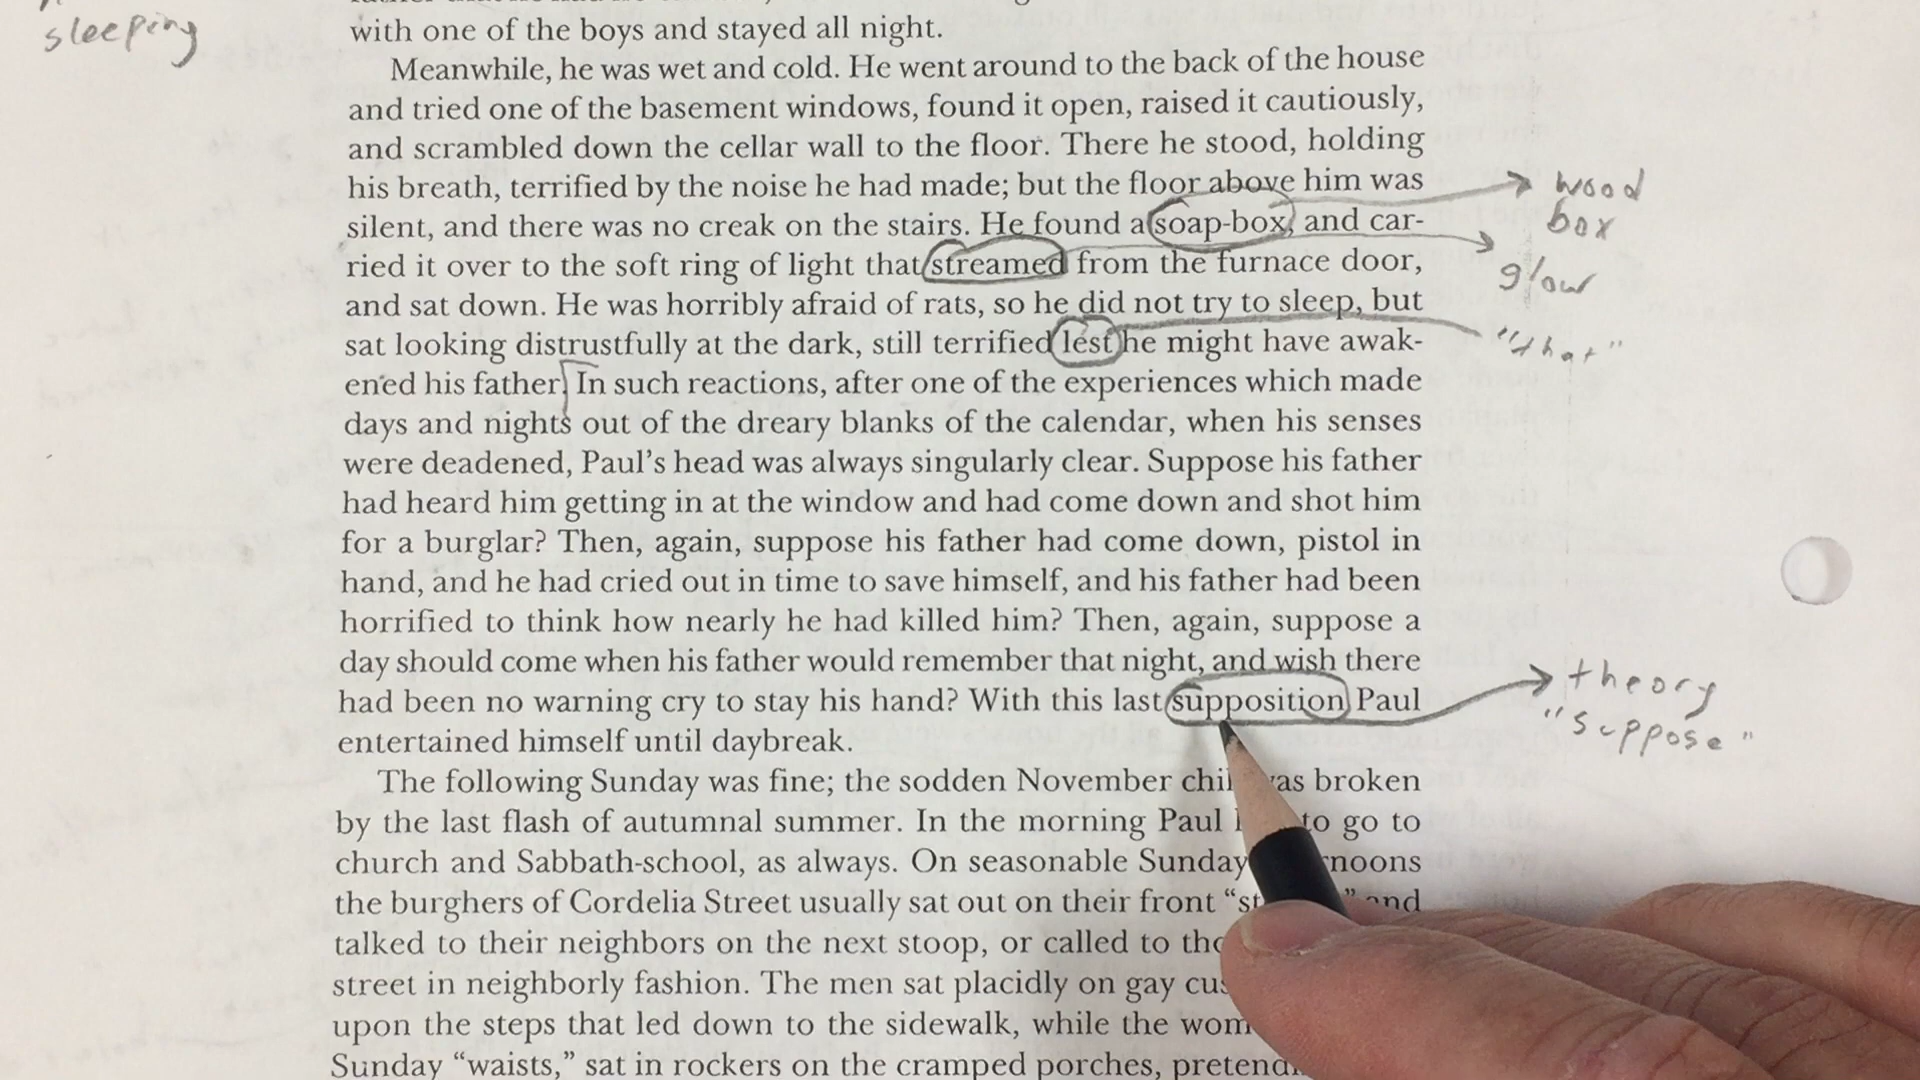 sleeping
with one of the boys and stayed all night.
Meanwhile, he was wet and cold. He went around to the back of the house
and tried one of the basement windows, found it open, raised it cautiously,
and scrambled down the cellar wall to the floor. There he stood, holding
his breath, terrified by the noise he had made; but the floor above him was
silent, and there was no creak on the stairs. He found a soap-box, and car-
ried it over to the soft ring of light that streamed from the furnace door,
and sat down. He was horribly afraid of rats, so he did not try to sleep, but
sat looking distrustfully at the dark, still terrified lest he might have awak-
ened his father. In such reactions, after one of the experiences which made
days and nights out of the dreary blanks of the calendar, when his senses
were deadened, Paul's head was always singularly clear. Suppose his father
had heard him getting in at the window and had come down and shot him
for a burglar? Then, again, suppose his father had come down, pistol in
hand, and he had cried out in time to save himself, and his father had been
horrified to think how nearly he had killed him? Then, again, suppose a
day should come when his father would remember that night, and wish there
had been no warning cry to stay his hand? With this last supposition Paul
entertained himself until daybreak.
The following Sunday was fine; the sodden November was broken
by the last flash of autumnal summer. In the morning Paul to go to
church and Sabbath-school, as always. On seasonable Sunday
the burghers of Cordelia Street usually sat out on their front and
talked to their neighbors on the next stoop, or called to
street in neighborly fashion. The men sat placidly on gay
upon the steps that led down to the sidewalk, while the
Sunday “waists,” sat in rockers on the cramped porches,
wood
box
glow
"that"
theory
"suppose"